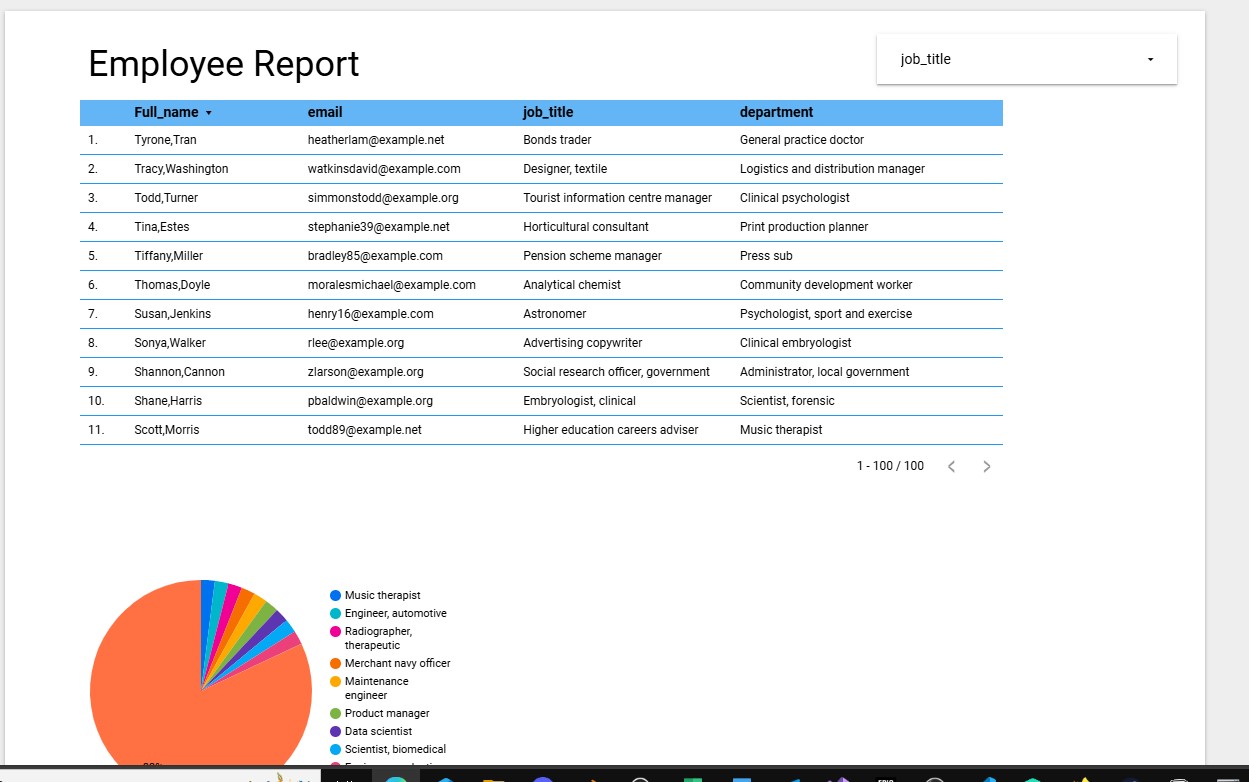 Employee Report
job_title
Full_name email job_title department
1. Tyrone,Tran heatherlam@example.net Bonds trader General practice doctor
2. Tracy,Washington watkinsdavid@example.com Designer, textile Logistics and distribution manager
3. Todd,Turner simmonstodd@example.org Tourist information centre manager Clinical psychologist
4. Tina,Estes stephanie39@example.net Horticultural consultant Print production planner
5. Tiffany,Miller bradley85@example.com Pension scheme manager Press sub
6. Thomas,Doyle moralesmichael@example.com Analytical chemist Community development worker
7. Susan,Jenkins henry16@example.com Astronomer Psychologist, sport and exercise
8. Sonya,Walker rlee@example.org Advertising copywriter Clinical embryologist
9. Shannon,Cannon zlarson@example.org Social research officer, government Administrator, local government
10. Shane,Harris pbaldwin@example.org Embryologist, clinical Scientist, forensic
11. Scott,Morris todd89@example.net Higher education careers adviser Music therapist
1 - 100 / 100
Music therapist
Engineer, automotive
Radiographer,
therapeutic
Merchant navy officer
Maintenance
engineer
Product manager
Data scientist
Scientist, biomedical